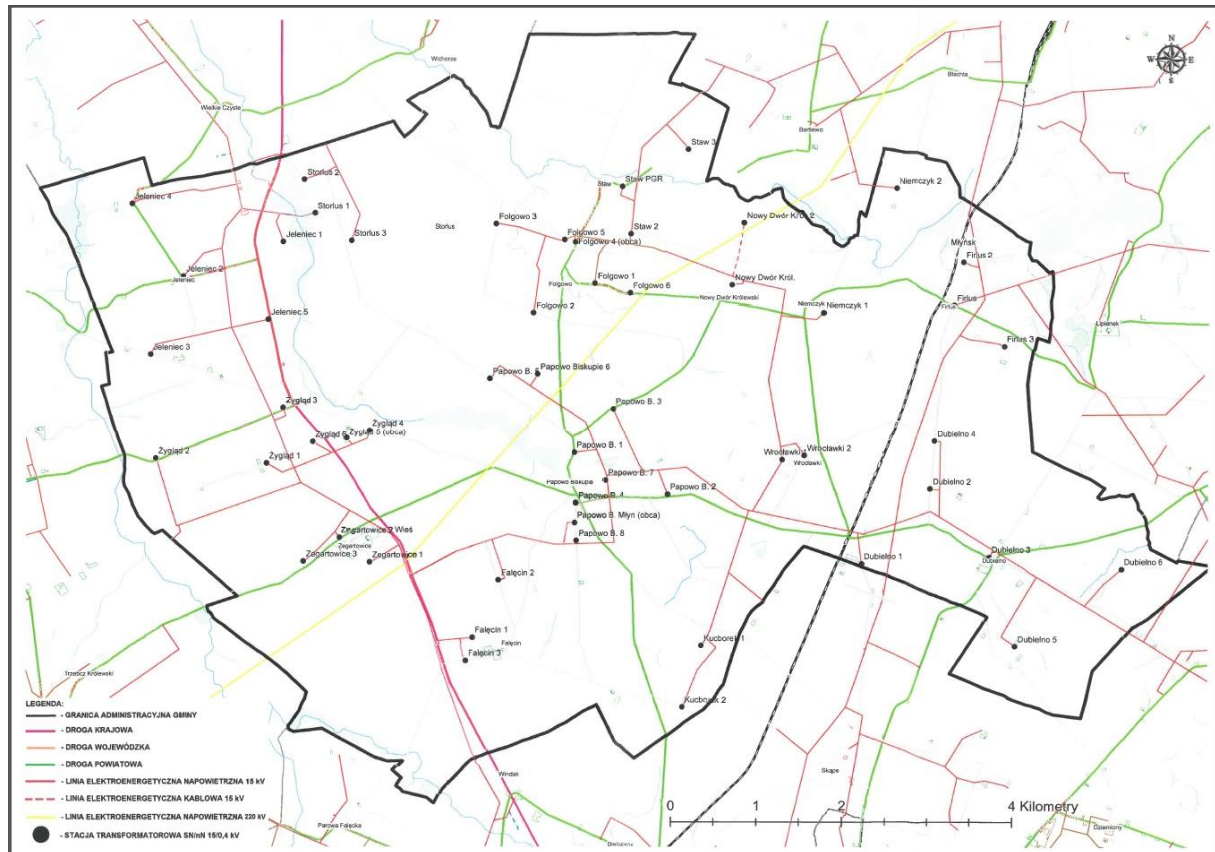 N
W E
S
Wichorze
Błachta
Wielkie Czyste
Bartlewo
Staw 3
Storlus 2
Staw
Staw PGR
Niemczyk 2
Jeleniec 4
Storlus 1
Folgowo 3
Nowy Dwór Król. 2
Storlus
Staw 2
Jeleniec 1
Storlus 3
Folgowo 5
Folgowo 4 (obca)
Młyńsk
Firlus 2
Jeleniec 2
Jeleniec
Folgowo
Folgowo 1
Folgowo 6
Nowy Dwór Król.
Nowy Dwór Królewski
Niemczyk
Niemczyk 1
Firlus
Firlus
Folgowo 2
Jeleniec 5
Lipienek
Jeleniec 3
Firlus 3
Papowo B. 5
Papowo Biskupie 6
Żygląd 3
Papowo B. 3
Żygląd 4
Żygląd 6
Żygląd 5 (obca)
Dubielno 4
Papowo B. 1
Żygląd 2
Żygląd 1
Wrocławki
Wrocławki 2
Wrocławki
Papowo B. 7
Papowo Biskupie
Papowo B. 2
Dubielno 2
Papowo B. 4
Papowo B. Młyn (obca)
Zegartowice 2 Wieś
Papowo B. 8
Zegartowice
Zegartowice 3
Zegartowice 1
Dubielno 1
Dubielno 3
Dubielno
Dubielno 6
Falęcin 2
Falęcin 1
Falęcin
Kucborek 1
Dubielno 5
Falęcin 3
Trzebcz Królewski
Kucborek 2
LEGENDA:
- GRANICA ADMINISTRACYJNA GMINY
- DROGA KRAJOWA
- DROGA WOJEWÓDZKA
- DROGA POWIATOWA
- LINIA ELEKTROENERGETYCZNA NAPOWIETRZNA 15 kV
- LINIA ELEKTROENERGETYCZNA KABLOWA 15 kV
- LINIA ELEKTROENERGETYCZNA NAPOWIETRZNA 220 kV
- STACJA TRANSFORMATOROWA SN/nN 15/0,4 kV
Windak
Skąpe
0 1 2 4 Kilometry
Parowa Falęcka
Dziemiony